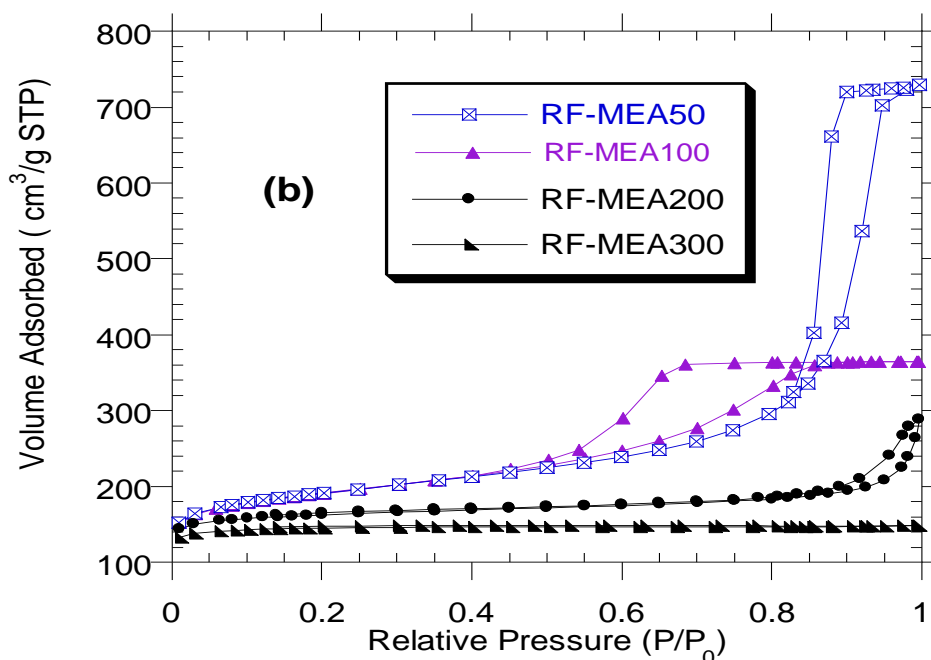 800
700
600
500
400
300
200
100
Volume Adsorbed ( cm³/g STP)
(b)
RF-MEA50
RF-MEA100
RF-MEA200
RF-MEA300
0 0.2 0.4 0.6 0.8 1
Relative Pressure (P/P₀)